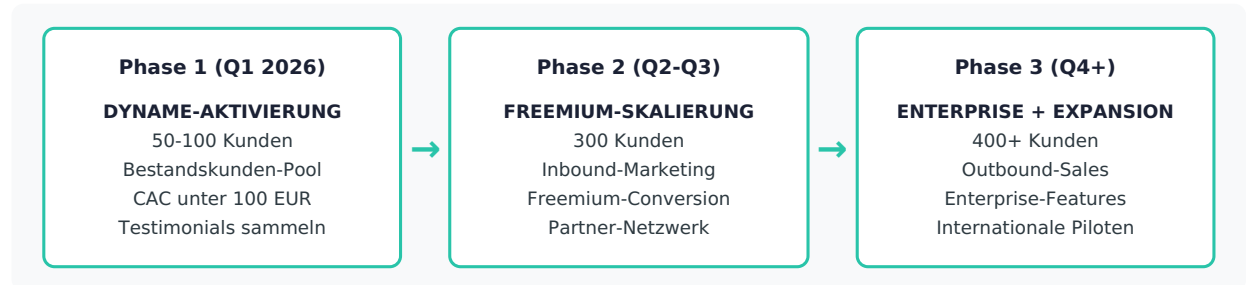 Phase 1 (Q1 2026)
DYNAME-AKTIVIERUNG
50-100 Kunden
Bestandskunden-Pool
CAC unter 100 EUR
Testimonials sammeln
→
Phase 2 (Q2-Q3)
FREEMIUM-SKALIERUNG
300 Kunden
Inbound-Marketing
Freemium-Conversion
Partner-Netzwerk
→
Phase 3 (Q4+)
ENTERPRISE + EXPANSION
400+ Kunden
Outbound-Sales
Enterprise-Features
Internationale Piloten